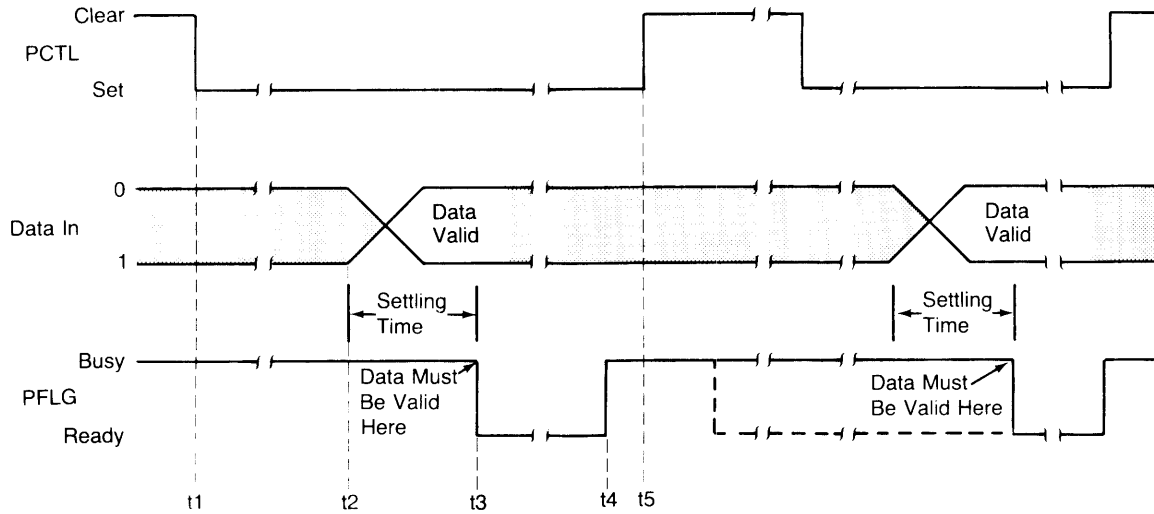 Clear
PCTL
Set
0
Data In
1
Data
Valid
Data
Valid
Settling
Time
Settling
Time
Busy
PFLG
Ready
Data Must
Be Valid
Here
Data Must
Be Valid Here
t1
t2
t3
t4
t5